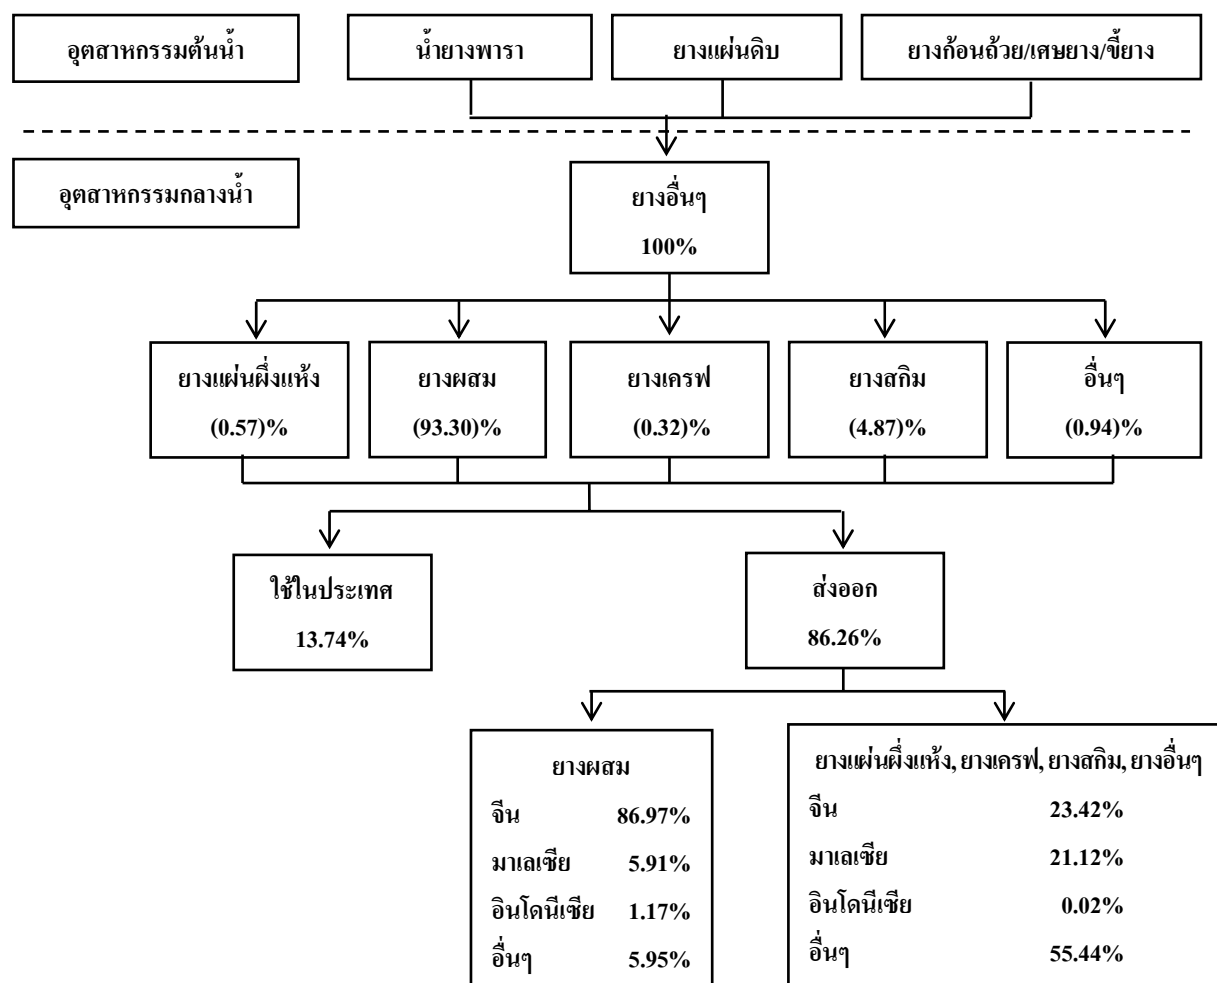 อุตสาหกรรมต้นน้ำ
น้ำยางพารา
ยางแผ่นดิบ
ยางก้อนถ้วย/เศษยาง/ขี้ยาง
อุตสาหกรรมกลางน้ำ
ยางอื่นๆ
100%
ยางแผ่นผึ่งแห้ง
(0.57)%
ยางผสม
(93.30)%
ยางเครฟ
(0.32)%
ยางสกิม
(4.87)%
อื่นๆ
(0.94)%
ใช้ในประเทศ
13.74%
ส่งออก
86.26%
ยางผสม
จีน 86.97%
มาเลเซีย 5.91%
อินโดนีเซีย 1.17%
อื่นๆ 5.95%
ยางแผ่นผึ่งแห้ง, ยางเครฟ, ยางสกิม, ยางอื่นๆ
จีน 23.42%
มาเลเซีย 21.12%
อินโดนีเซีย 0.02%
อื่นๆ 55.44%